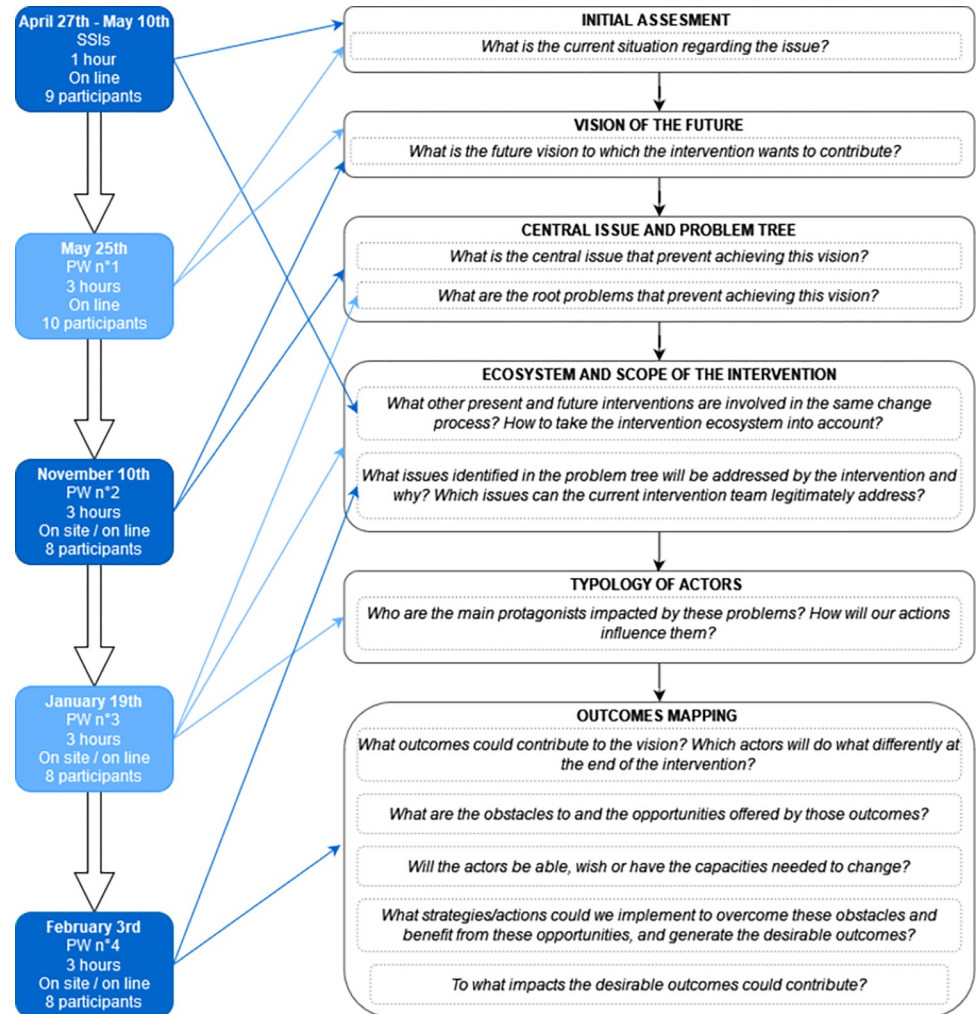 April 27th - May 10th
SSIs
1 hour
On line
9 participants
May 25th
PW n°1
3 hours
On line
10 participants
November 10th
PW n°2
3 hours
On site / on line
8 participants
January 19th
PW n°3
3 hours
On site / on line
8 participants
February 3rd
PW n°4
3 hours
On site / on line
8 participants
INITIAL ASSESMENT
What is the current situation regarding the issue?
VISION OF THE FUTURE
What is the future vision to which the intervention wants to contribute?
CENTRAL ISSUE AND PROBLEM TREE
What is the central issue that prevent achieving this vision?
What are the root problems that prevent achieving this vision?
ECOSYSTEM AND SCOPE OF THE INTERVENTION
What other present and future interventions are involved in the same change
process? How to take the intervention ecosystem into account?
What issues identified in the problem tree will be addressed by the intervention and
why? Which issues can the current intervention team legitimately address?
TYPOLOGY OF ACTORS
Who are the main protagonists impacted by these problems? How will our actions
influence them?
OUTCOMES MAPPING
What outcomes could contribute to the vision? Which actors will do what differently at
the end of the intervention?
What are the obstacles to and the opportunities offered by those outcomes?
Will the actors be able, wish or have the capacities needed to change?
What strategies/actions could we implement to overcome these obstacles and
benefit from these opportunities, and generate the desirable outcomes?
To what impacts the desirable outcomes could contribute?